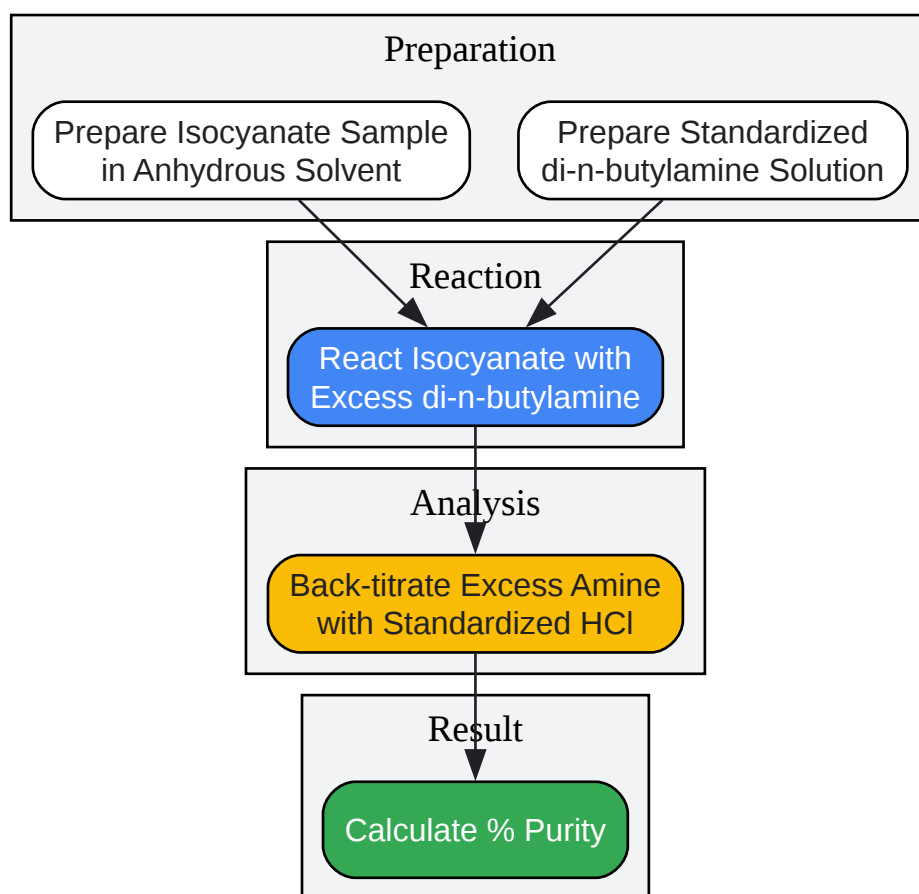 Preparation
Prepare Isocyanate Sample
in Anhydrous Solvent
Prepare Standardized
di-n-butylamine Solution
Reaction
React Isocyanate with
Excess di-n-butylamine
Analysis
Back-titrate Excess Amine
with Standardized HCl
Result
Calculate % Purity